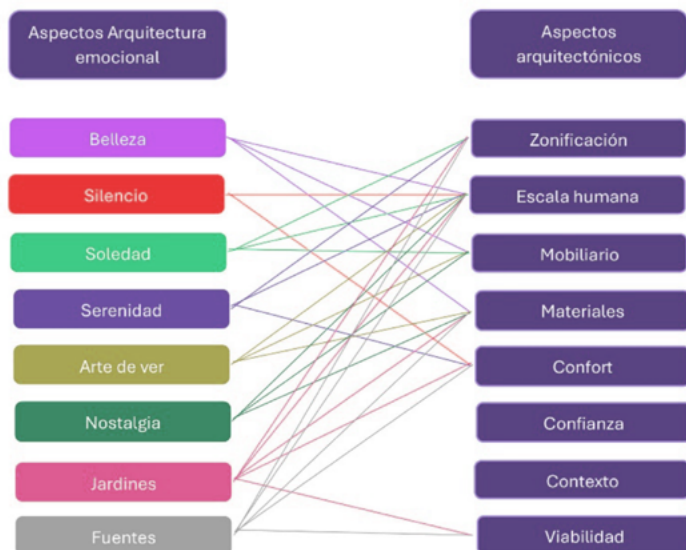 Aspectos Arquitectura
emocional
Aspectos
arquitectónicos
Belleza
Silencio
Soledad
Serenidad
Arte de ver
Nostalgia
Jardines
Fuentes
Zonificación
Escala humana
Mobiliario
Materiales
Confort
Confianza
Contexto
Viabilidad